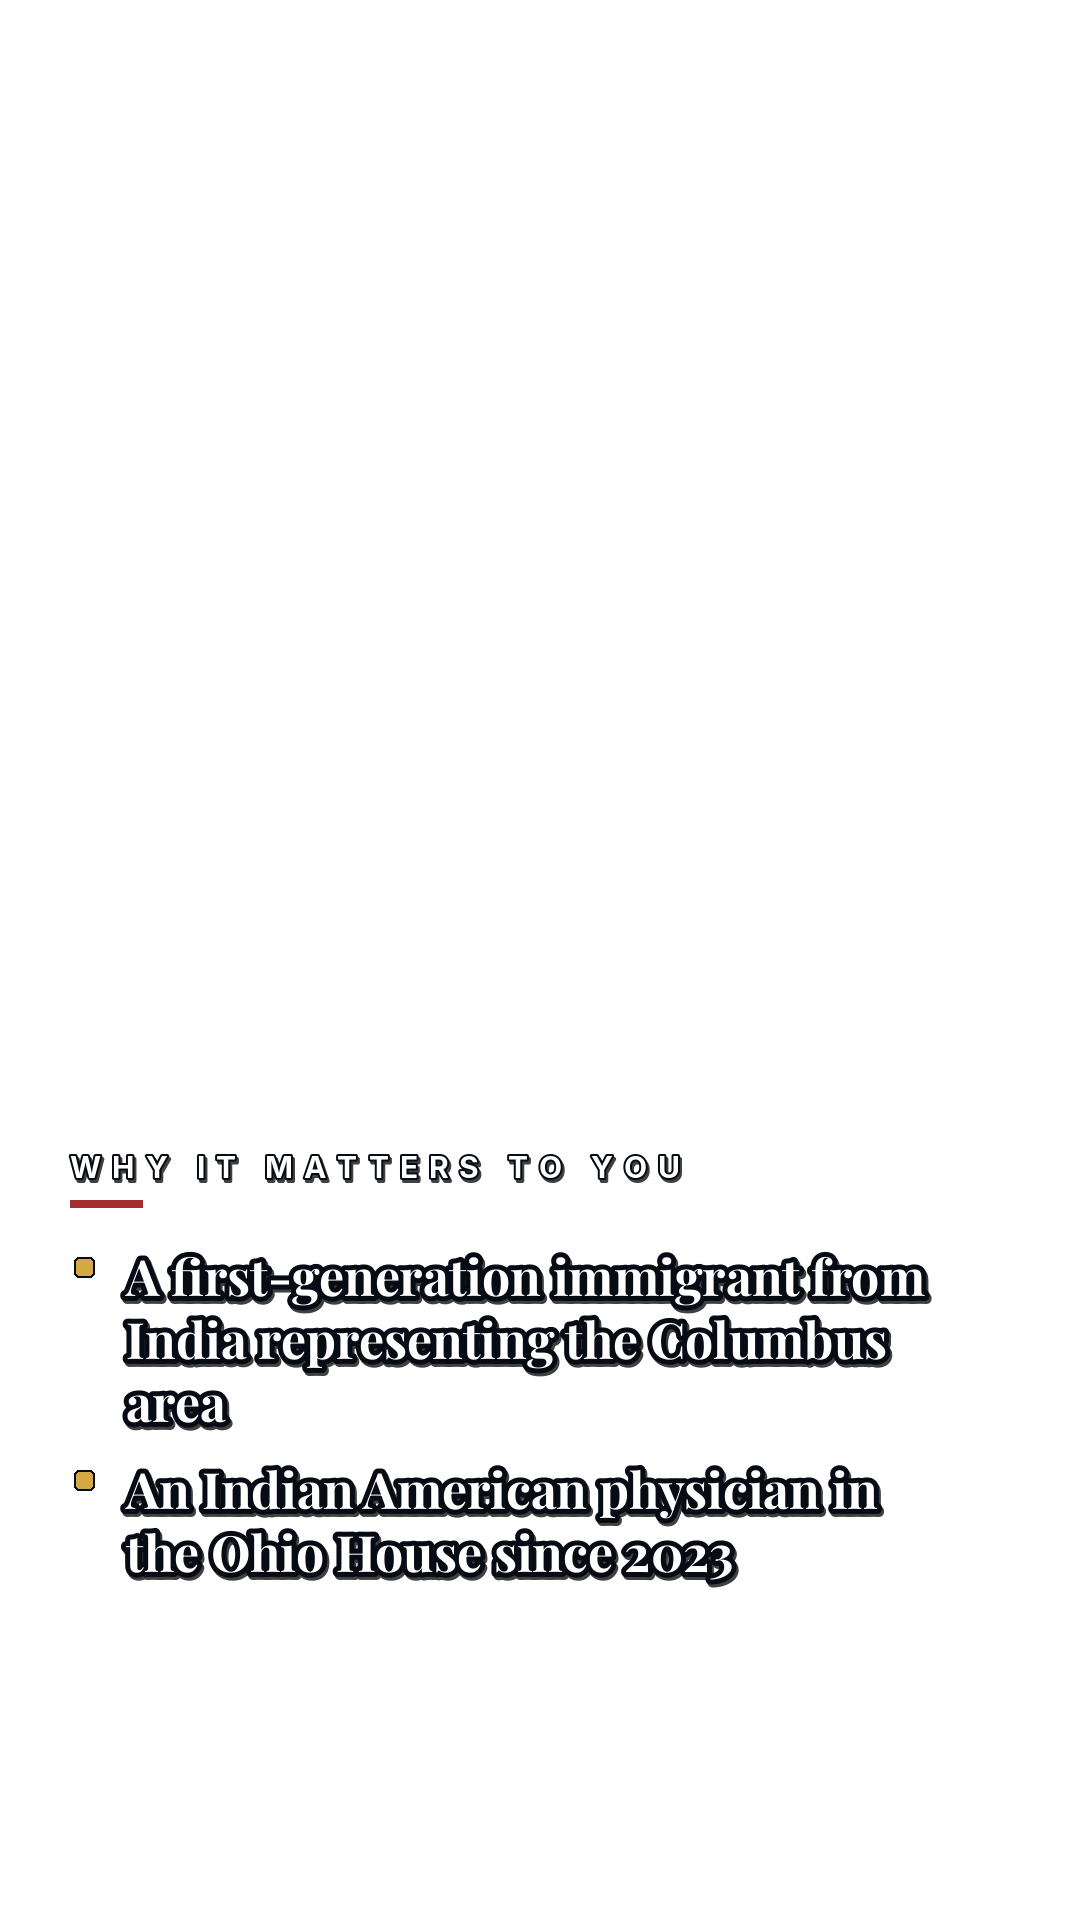 WHY IT MATTERS TO YOU
A first-generation immigrant from
India representing the Columbus
area
An Indian American physician in
the Ohio House since 2023